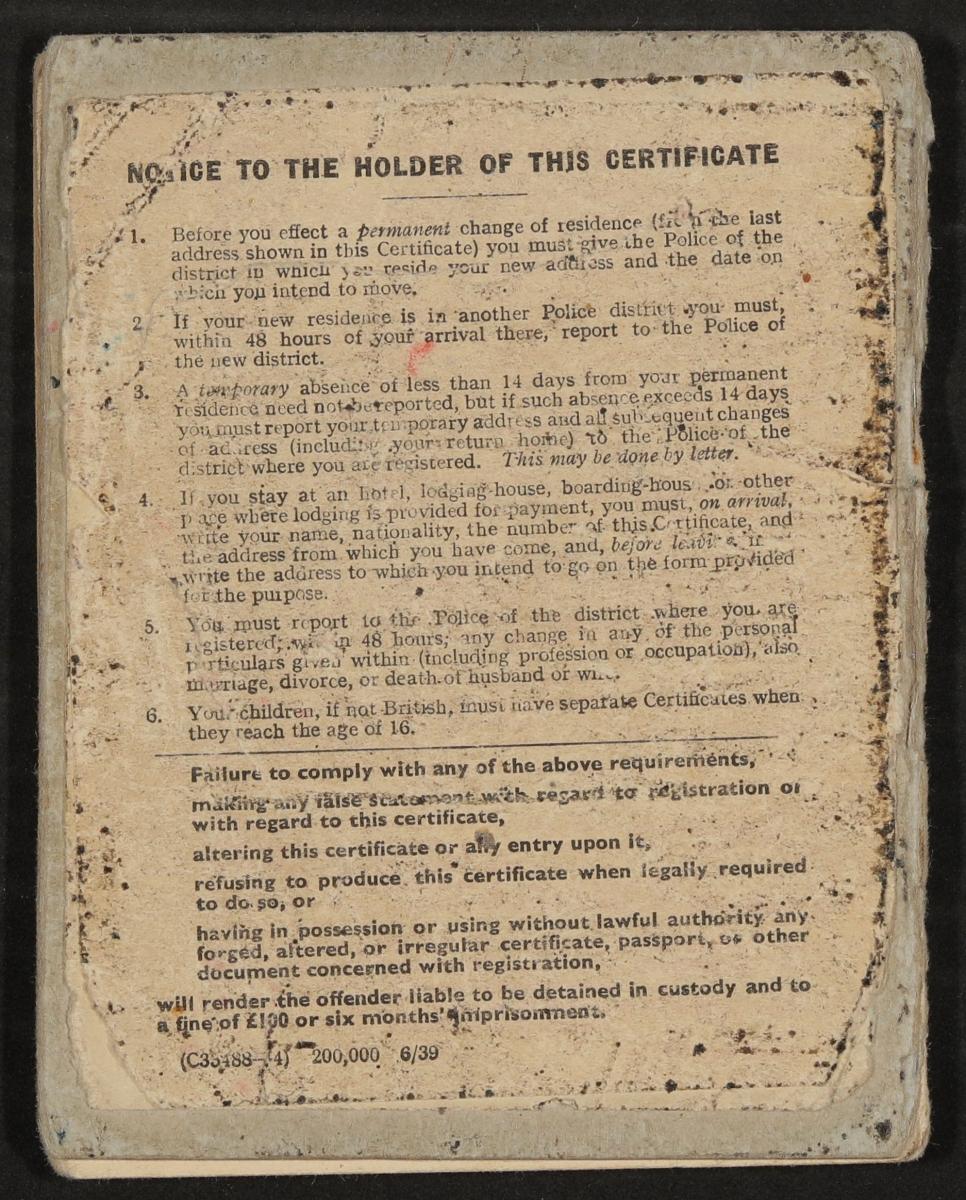 NOTICE TO THE HOLDER OF THIS CERTIFICATE
1. Before you effect a permanent change of residence (from the last
address shown in this Certificate) you must give the Police of the
district in which you reside your new address and the date on
which you intend to move.
2 If your new residence is in another Police district you must,
within 48 hours of your arrival there, report to the Police of
the new district.
3. A temporary absence of less than 14 days from your permanent
residence need not be reported, but if such absence exceeds 14 days
you must report your temporary address and all subsequent changes
of address (including your return home) to the Police of the
district where you are registered. This may be done by letter.
4. If you stay at an hotel, lodging-house, boarding-house or other
place where lodging is provided for payment, you must, on arrival,
write your name, nationality, the number of this Certificate, and
the address from which you have come, and, before leaving it
write the address to which you intend to go on the form provided
for the purpose.
5. You must report to the Police of the district where you are
registered, within 48 hours, any change in any of the personal
particulars given within (including profession or occupation), also
marriage, divorce, or death of husband or wife.
6. Your children, if not British, must have separate Certificates when
they reach the age of 16.
Failure to comply with any of the above requirements,
making any false statement with regard to registration or
with regard to this certificate,
altering this certificate or any entry upon it,
refusing to produce this certificate when legally required
to do so, or
having in possession or using without lawful authority any
forged, altered, or irregular certificate, passport, or other
document concerned with registration,
will render the offender liable to be detained in custody and to
a fine of £100 or six months' imprisonment.
200,000 6/39